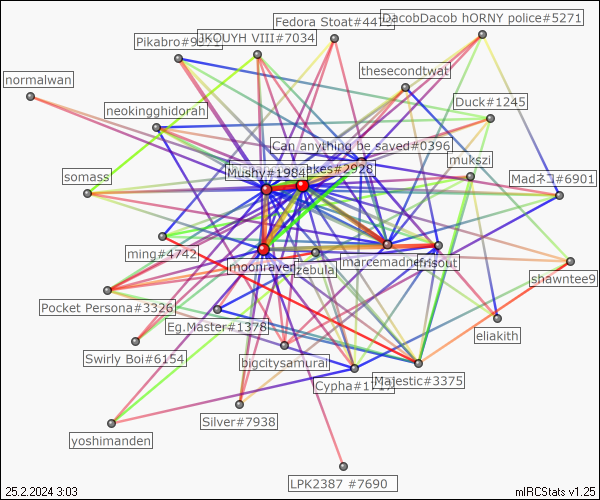 DacobDacob hORNY police#5271
Fedora Stoat#44
JKOUYH VIII#7034
Pikabro#9
normalwan
thesecondtwat
Duck#1245
neokingghidorah
Can anything be saved#0396
mukszi
Mushy#1984
akes#2928
somass
Madネコ#6901
ming#4742
moonraven
zebula
marcemadn
frisout
shawntee9
Pocket Persona#3326
Eg.Master#1378
eliakith
Swirly Boi#6154
bigcitysamurai
Cypha#1717
Majestic#3375
Silver#7938
yoshimanden
LPK2387 #7690
25.2.2024 3:03
mIRCStats v1.25